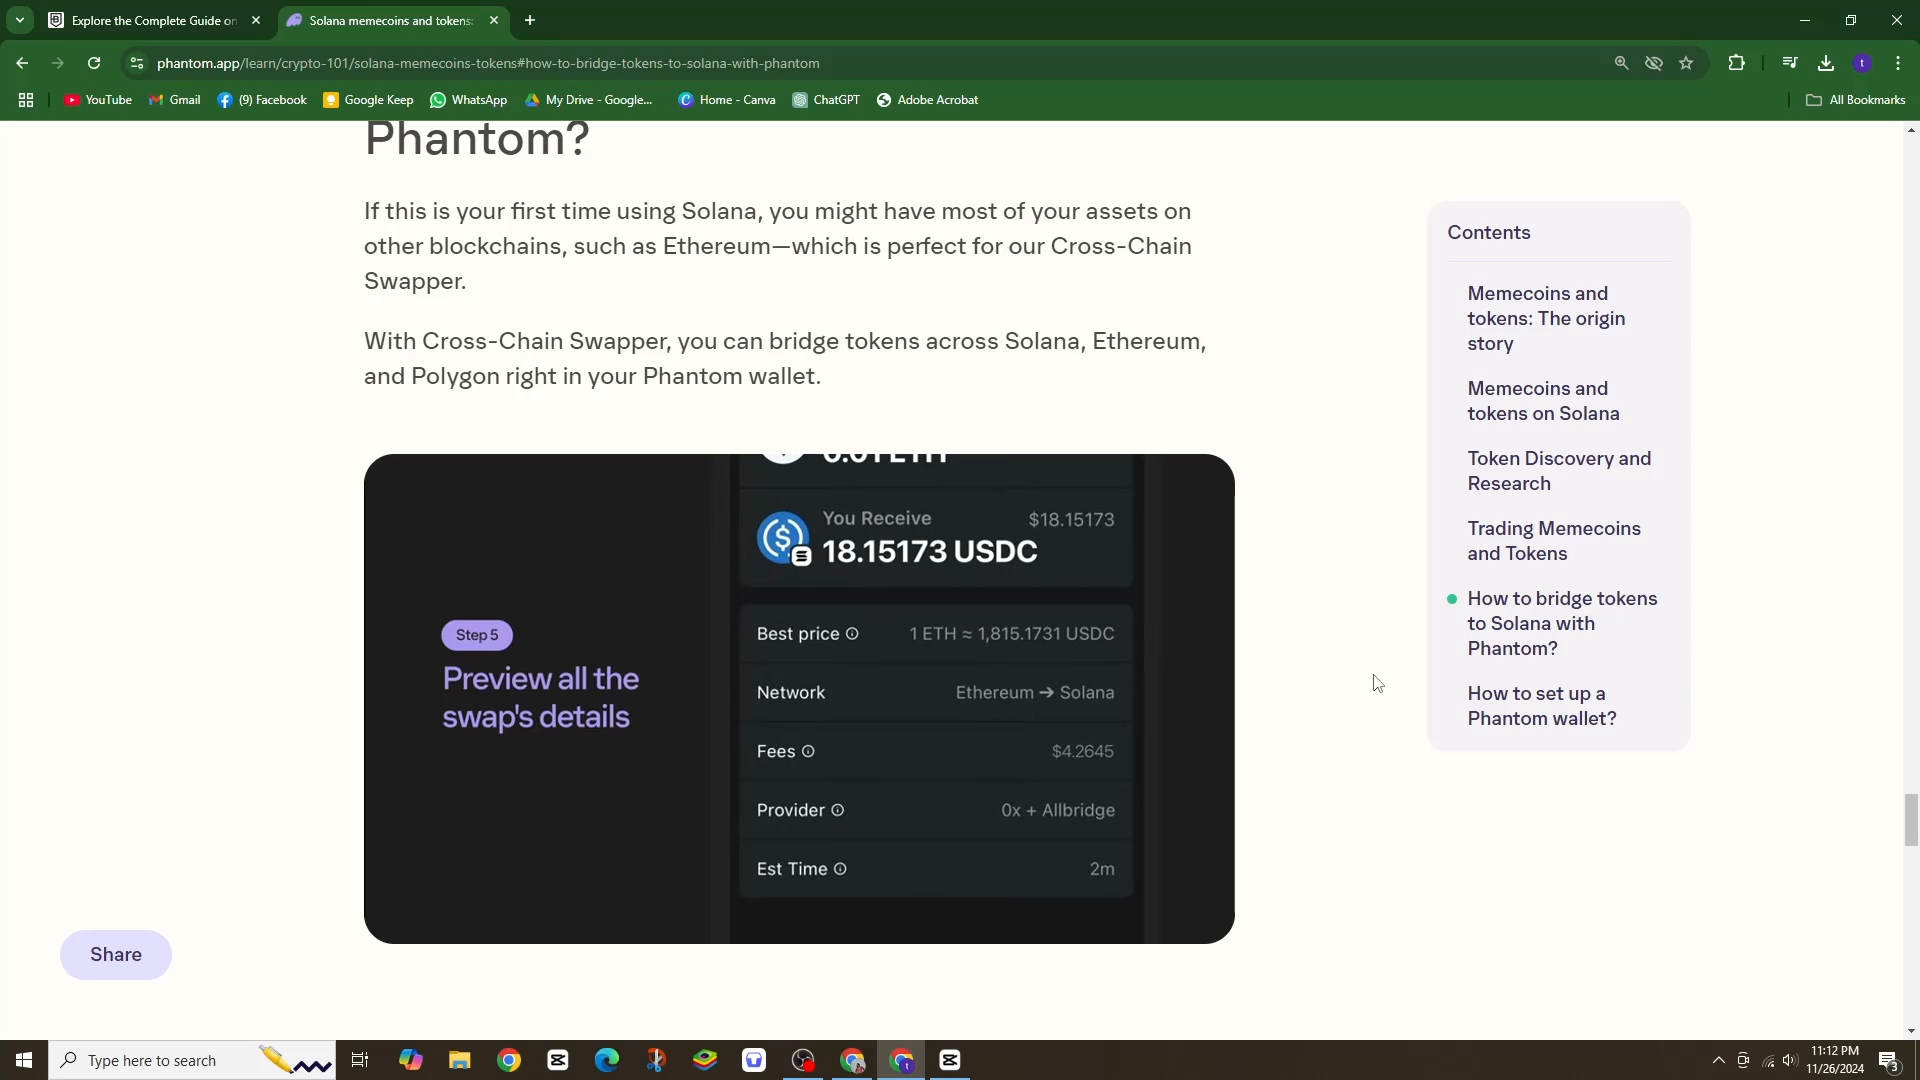 Explore the Complete Guide on
Solana memecoins and tokens:
phantom.app/learn/crypto-101/solana-memecoins-tokens#how-to-bridge-tokens-to-solana-with-phantom
t
YouTube
Gmail
(9) Facebook
Google Keep
WhatsApp
My Drive - Google...
Home - Canva
ChatGPT
Adobe Acrobat
All Bookmarks
Phantom?
If this is your first time using Solana, you might have most of your assets on
other blockchains, such as Ethereum—which is perfect for our Cross-Chain
Swapper.
With Cross-Chain Swapper, you can bridge tokens across Solana, Ethereum,
and Polygon right in your Phantom wallet.
0.01 ETH
You Receive
$18.15173
18.15173 USDC
Step 5
Preview all the
swap's details
Best price
1 ETH ≈ 1,815.1731 USDC
Network
Ethereum → Solana
Fees
$4.2645
Provider
0x + Allbridge
Est Time
2m
Contents
Memecoins and
tokens: The origin
story
Memecoins and
tokens on Solana
Token Discovery and
Research
Trading Memecoins
and Tokens
How to bridge tokens
to Solana with
Phantom?
How to set up a
Phantom wallet?
Share
Type here to search
11:12 PM
11/26/2024
3